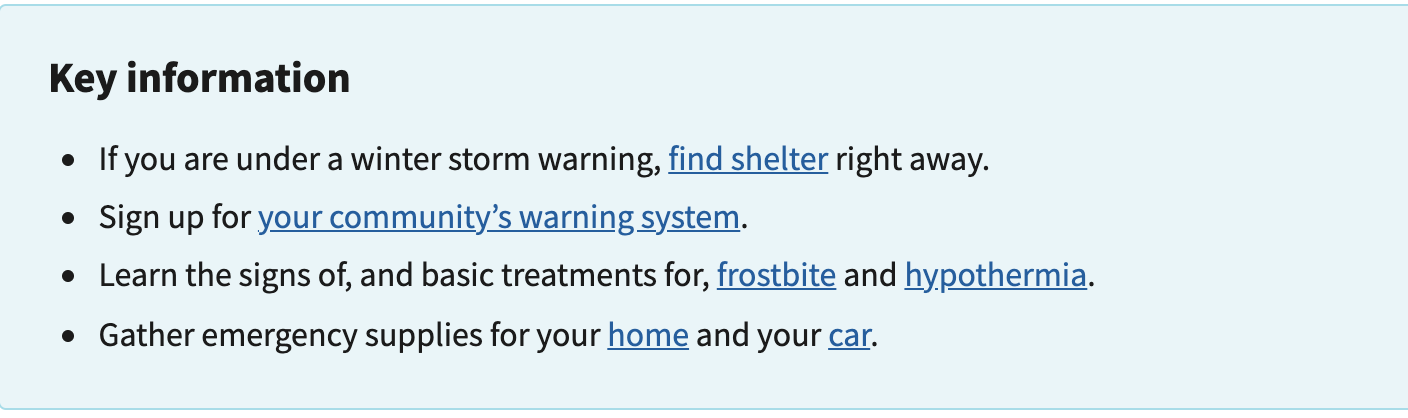 Key information
• If you are under a winter storm warning, find shelter right away.
• Sign up for your community’s warning system.
• Learn the signs of, and basic treatments for, frostbite and hypothermia.
• Gather emergency supplies for your home and your car.